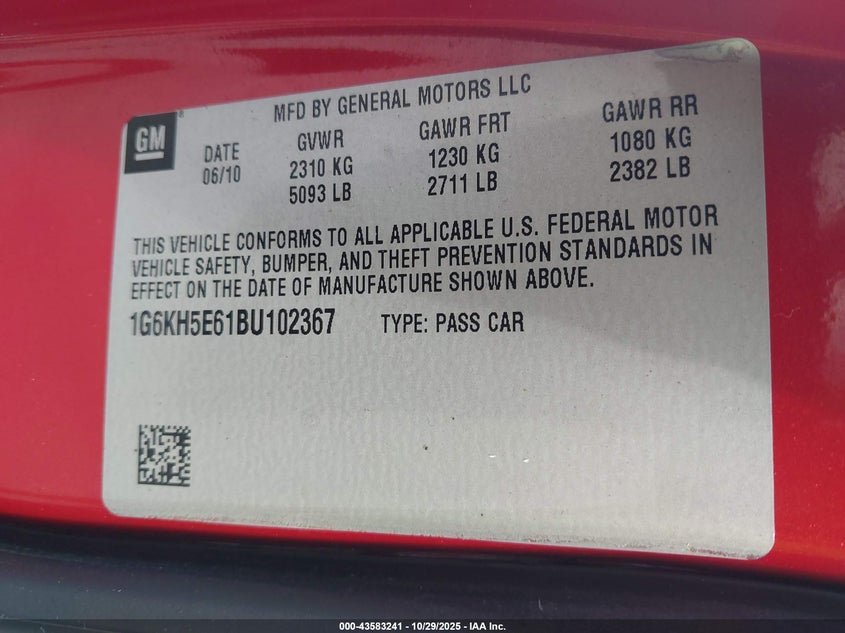 MFD BY GENERAL MOTORS LLC
GM®
DATE GVWR GAWR FRT GAWR RR
06/10 2310 KG 1230 KG 1080 KG
5093 LB 2711 LB 2382 LB
THIS VEHICLE CONFORMS TO ALL APPLICABLE U.S. FEDERAL MOTOR
VEHICLE SAFETY, BUMPER, AND THEFT PREVENTION STANDARDS IN
EFFECT ON THE DATE OF MANUFACTURE SHOWN ABOVE.
1G6KH5E61BU102367 TYPE: PASS CAR
000-43583241 - 10/29/2025 - IAA Inc.